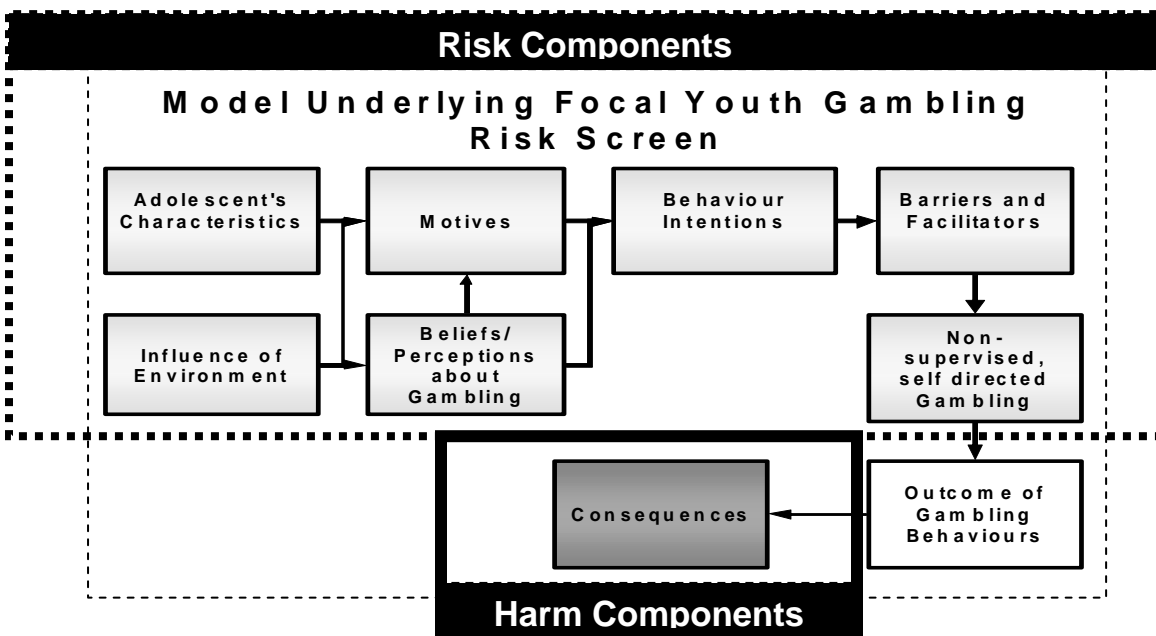 Risk Components
Model Underlying Focal Youth Gambling
Risk Screen
Adolescent's
Characteristics
Motives
Behaviour
Intentions
Barriers and
Facilitators
Influence of
Environment
Beliefs/
Perceptions
about
Gambling
Non-
supervised,
self directed
Gambling
Consequences
Outcome of
Gambling
Behaviours
Harm Components